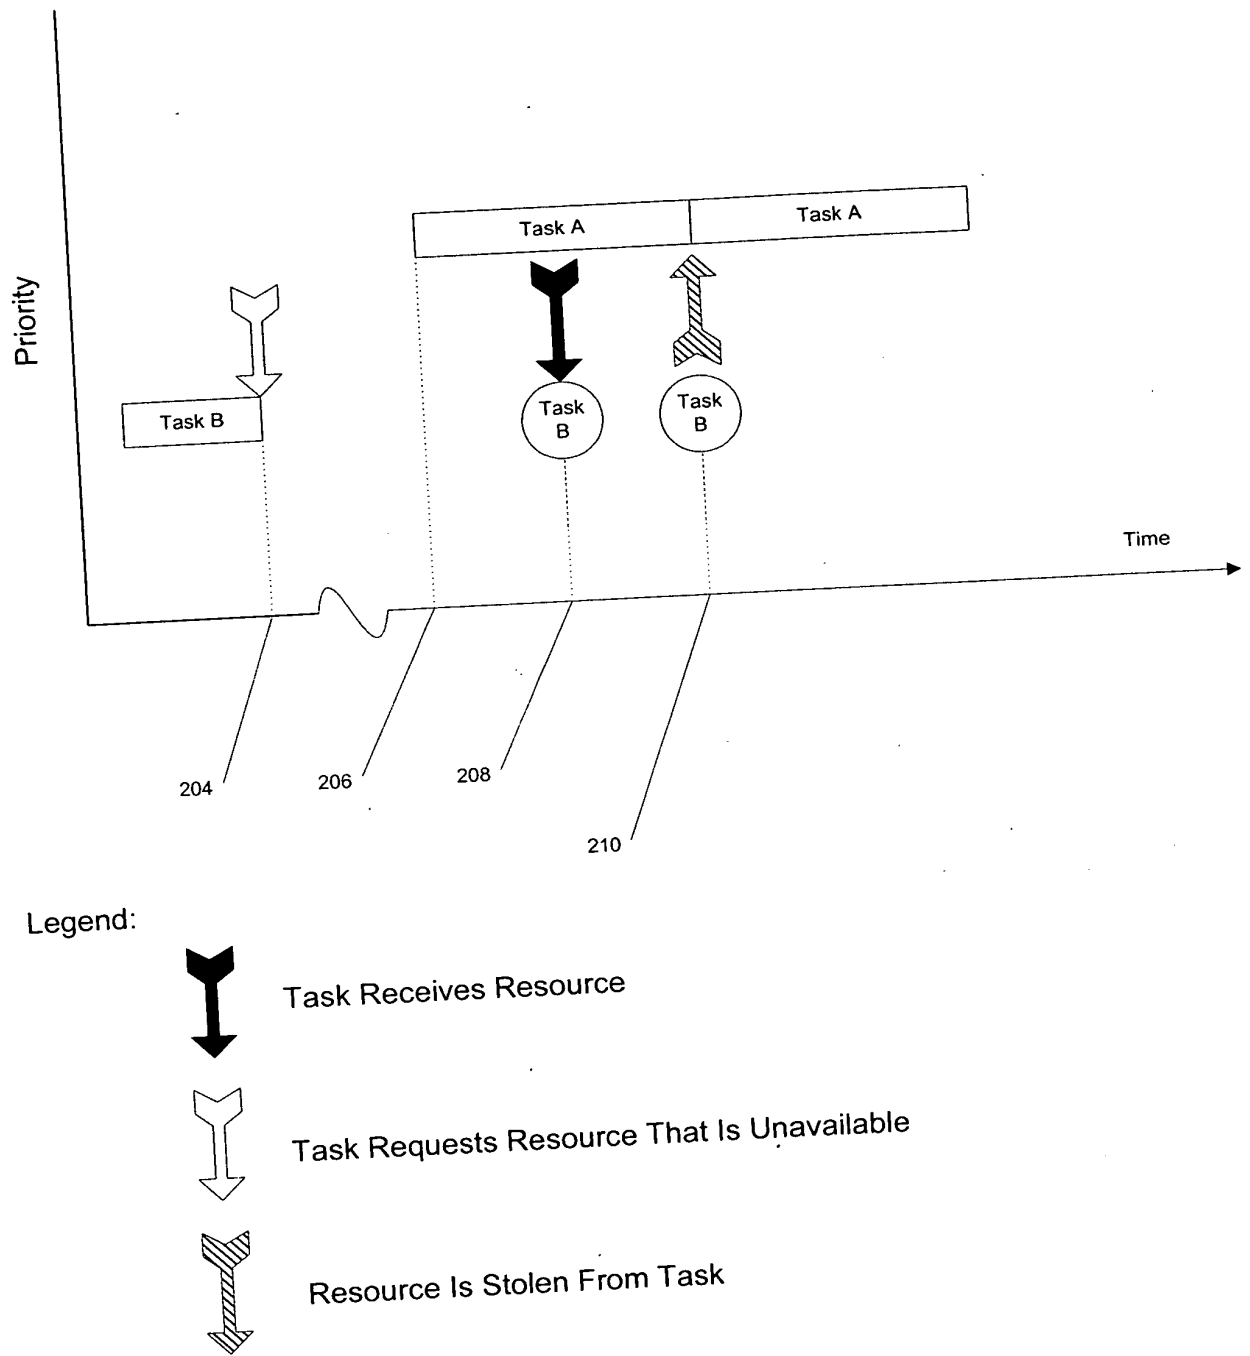 Priority
Task A
Task A
Task B
Task
B
Task
B
Time
204
206
208
210
Legend:
Task Receives Resource
Task Requests Resource That Is Unavailable
Resource Is Stolen From Task